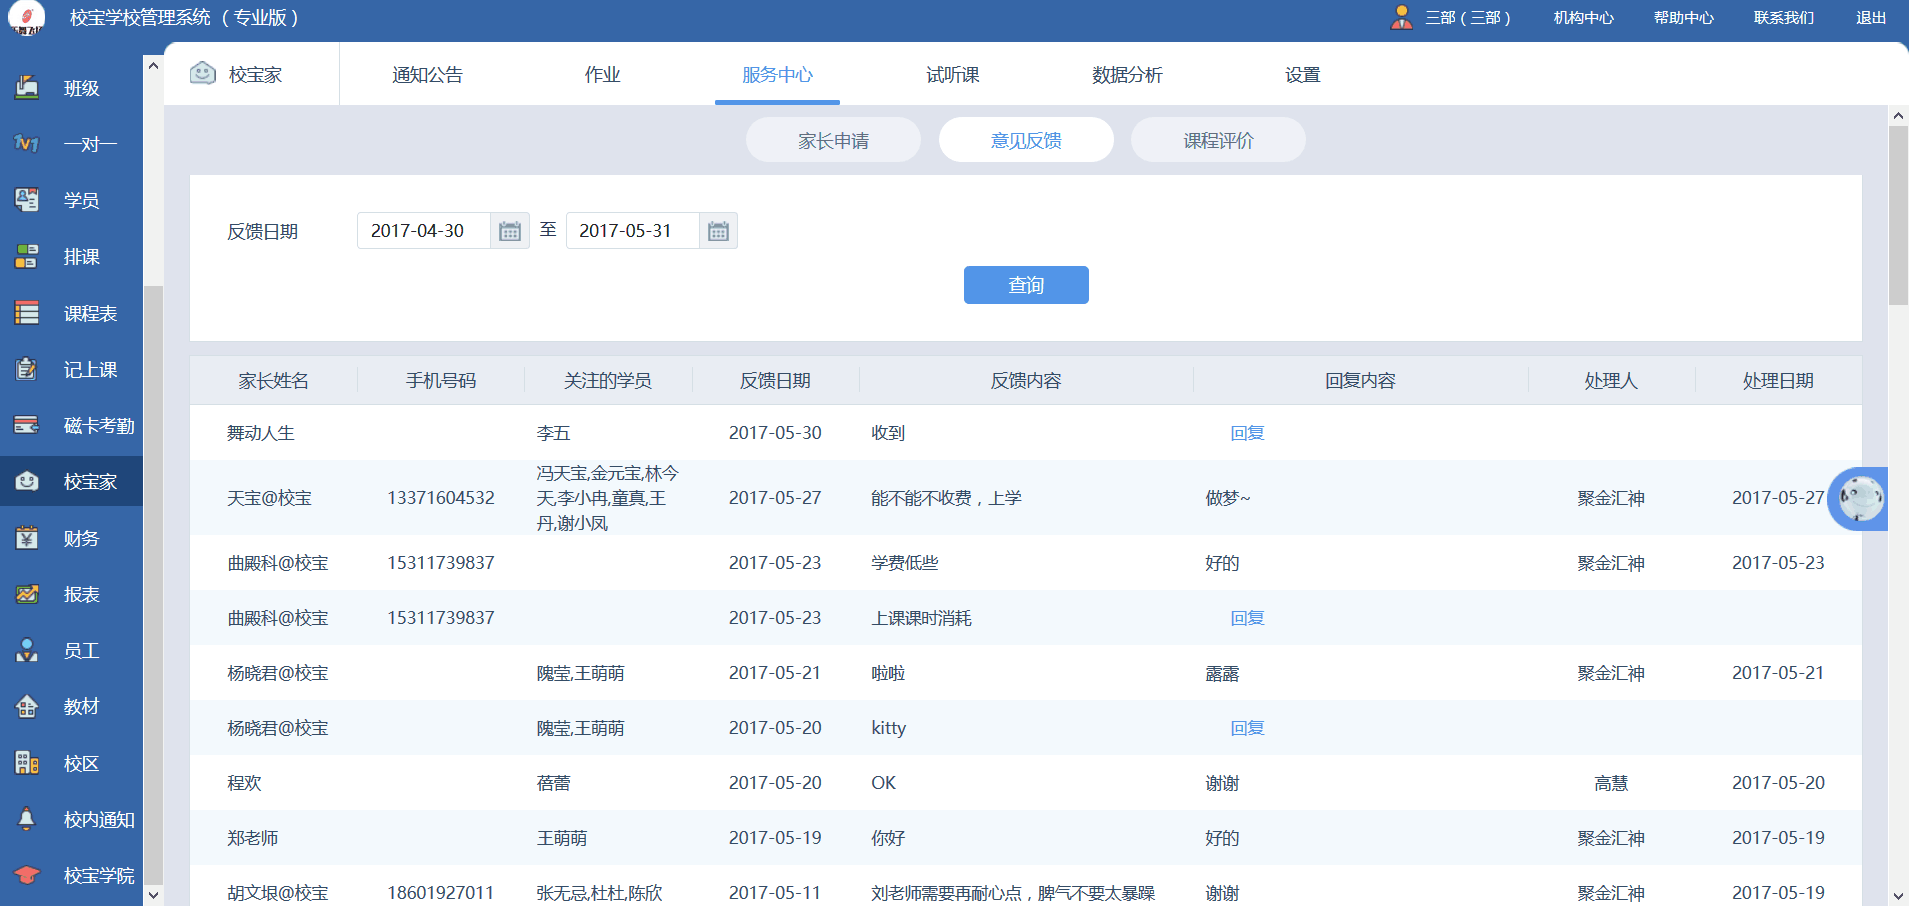 校宝学校管理系统 （专业版）
三部 ( 三部 )
机构中心
帮助中心
联系我们
退出
班级
一对一
学员
排课
课程表
记上课
磁卡考勤
校宝家
财务
报表
员工
教材
校区
校内通知
校宝学院
校宝家
通知公告
作业
服务中心
试听课
数据分析
设置
家长申请
意见反馈
课程评价
反馈日期
2017-04-30
至
2017-05-31
查询
家长姓名 手机号码 关注的学员 反馈日期 反馈内容 回复内容 处理人 处理日期
舞动人生 李五 2017-05-30 收到 回复
天宝@校宝 13371604532 冯天宝,金元宝,林今
天,李小冉,童真,王
丹,谢小凤 2017-05-27 能不能不收费，上学 做梦~ 聚金汇神 2017-05-27
曲殿科@校宝 15311739837 2017-05-23 学费低些 好的 聚金汇神 2017-05-23
曲殿科@校宝 15311739837 2017-05-23 上课课时消耗 回复
杨晓君@校宝 隗莹,王萌萌 2017-05-21 啦啦 露露 聚金汇神 2017-05-21
杨晓君@校宝 隗莹,王萌萌 2017-05-20 kitty 回复
程欢 蓓蕾 2017-05-20 OK 谢谢 高慧 2017-05-20
郑老师 王萌萌 2017-05-19 你好 好的 聚金汇神 2017-05-19
胡文垠@校宝 18601927011 张无忌,杜杜,陈欣 2017-05-11 刘老师需要再耐心点，脾气不要太暴躁 谢谢 聚金汇神 2017-05-19